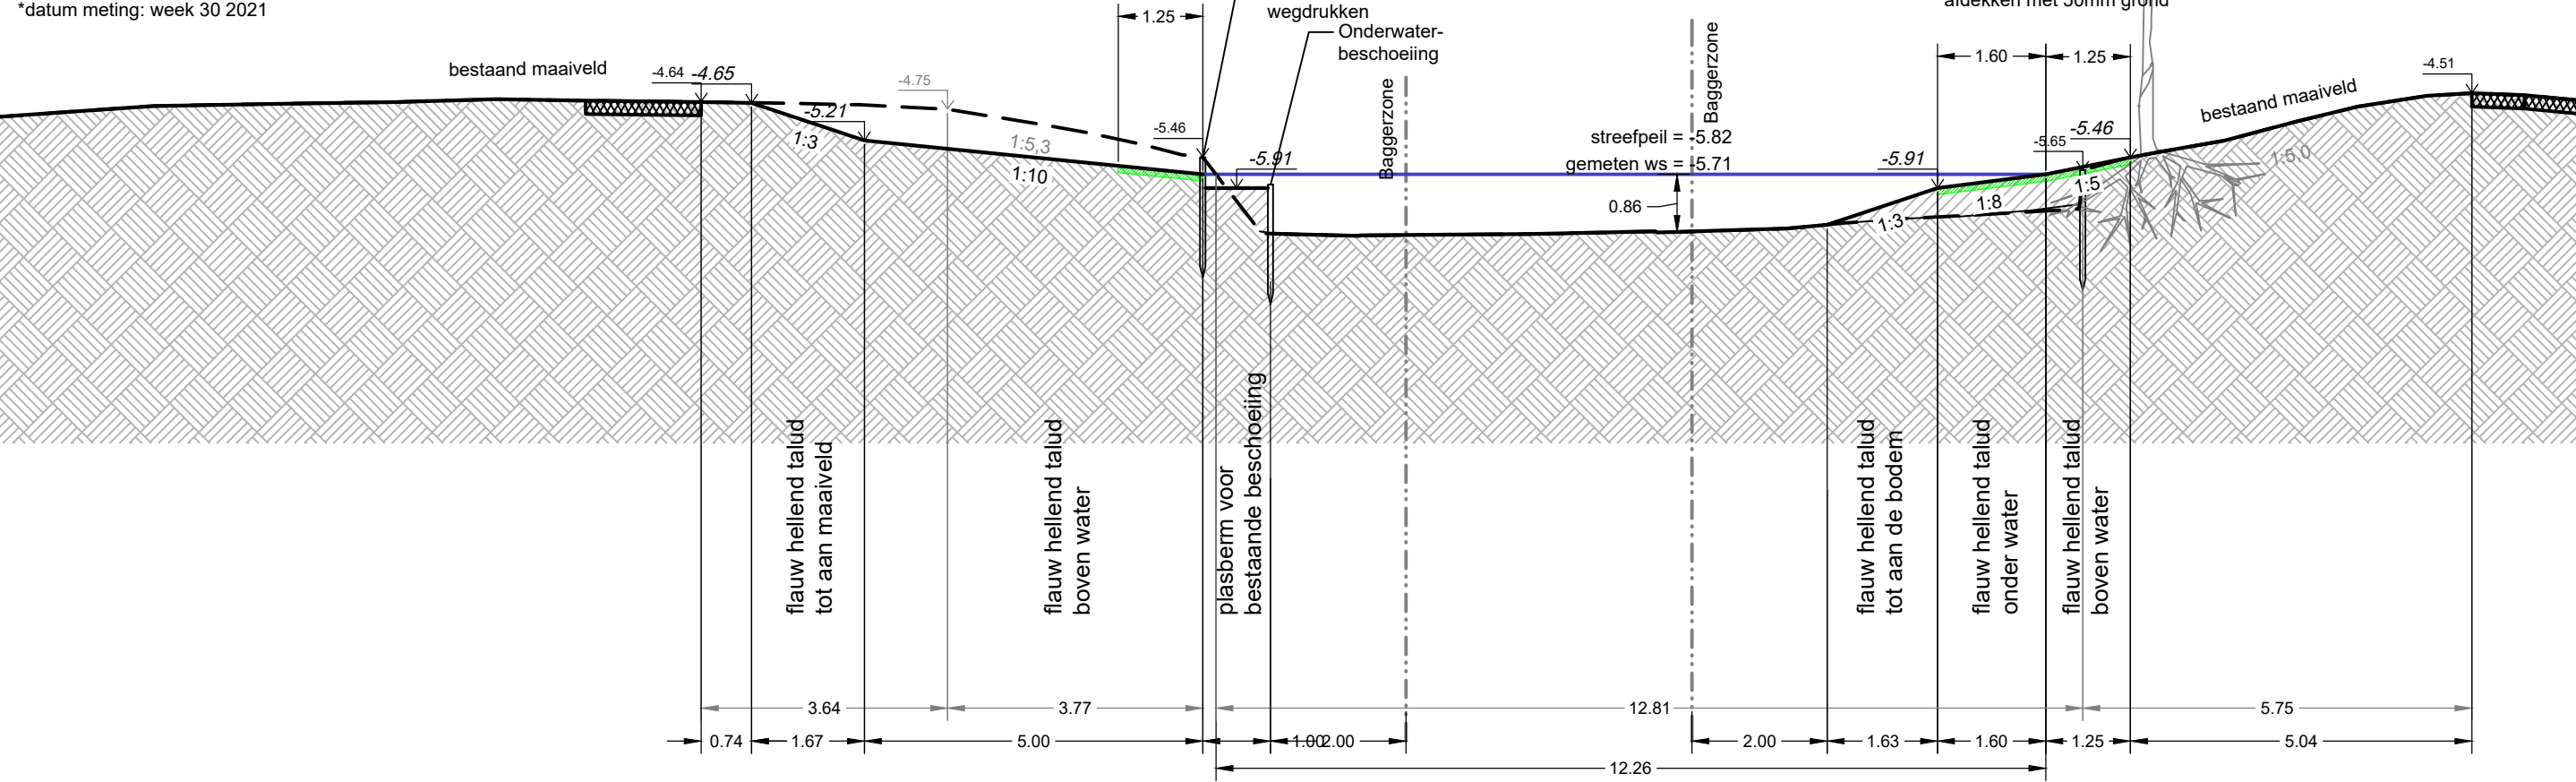 *datum meting: week 30 2021
1.25
wegdrukken
Onderwater-
beschoeiing
bestaand maaiveld
-4.64
-4.65
-4.75
-5.21
1:3
1:5,3
1:10
-5.46
-5.91
Baggerzone
Baggerzone
streefpeil = -5.82
gemeten ws = -5.71
0.86
afdekken met 50mm grond
1.60
1.25
-5.91
-5.65
-5.46
1:3
1:8
1:5
1:5,0
bestaand maaiveld
-4.51
flauw hellend talud
tot aan maaiveld
flauw hellend talud
boven water
plasberm voor
bestaande beschoeiing
flauw hellend talud
tot aan de bodem
flauw hellend talud
onder water
flauw hellend talud
boven water
3.64
3.77
12.81
5.75
0.74
1.67
5.00
1.00
2.00
2.00
1.63
1.60
1.25
5.04
12.26